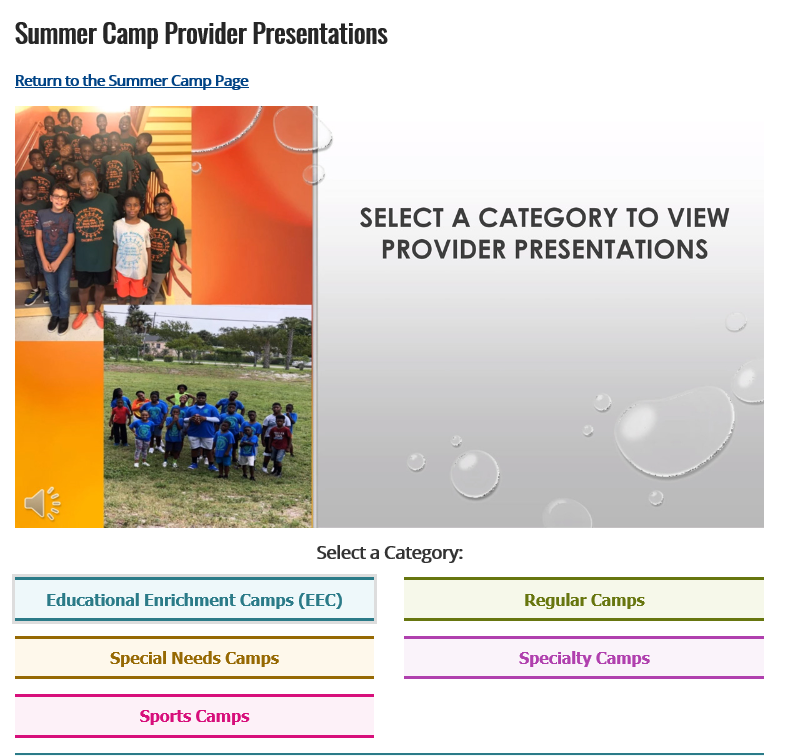 Summer Camp Provider Presentations
Return to the Summer Camp Page
SELECT A CATEGORY TO VIEW
PROVIDER PRESENTATIONS
Select a Category:
Educational Enrichment Camps (EEC)
Regular Camps
Special Needs Camps
Specialty Camps
Sports Camps